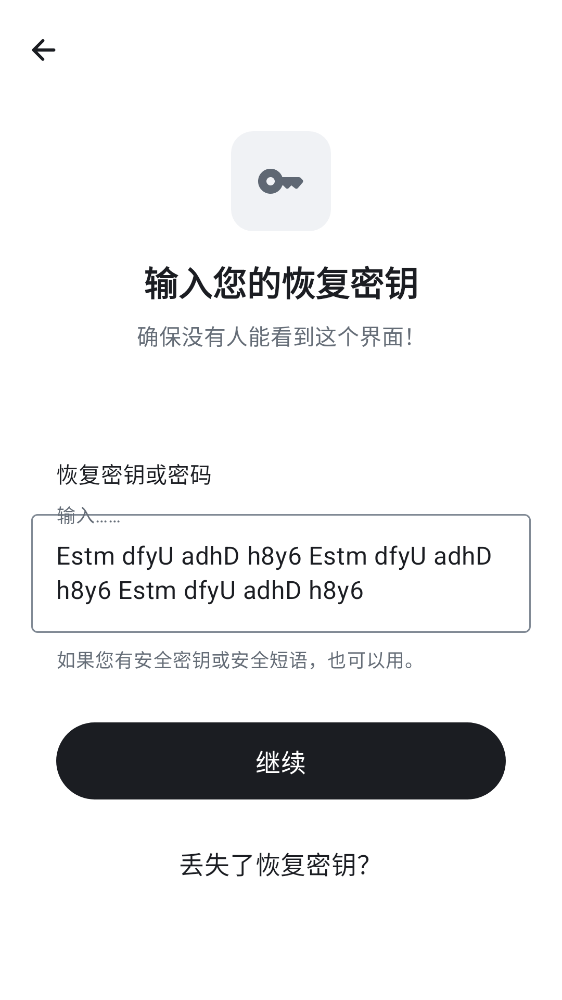 输入您的恢复密钥
确保没有人能看到这个界面！
恢复密钥或密码
输入……
Estm dfyU adhD h8y6 Estm dfyU adhD
h8y6 Estm dfyU adhD h8y6
如果您有安全密钥或安全短语，也可以用。
继续
丢失了恢复密钥？